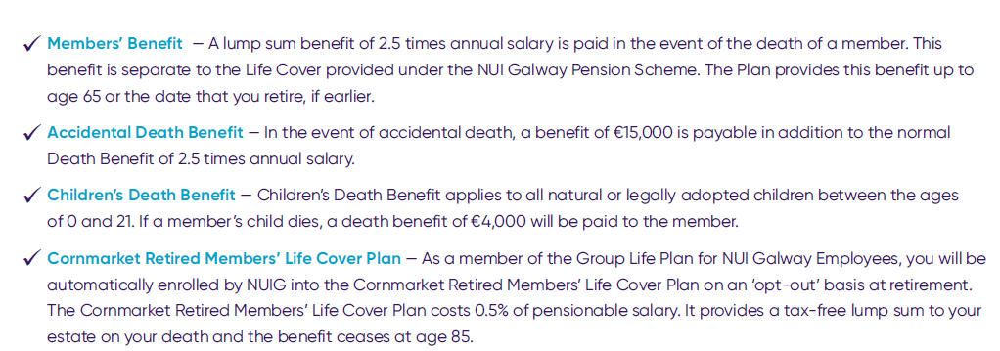 ✓ Members' Benefit – A lump sum benefit of 2.5 times annual salary is paid in the event of the death of a member. This
benefit is separate to the Life Cover provided under the NUI Galway Pension Scheme. The Plan provides this benefit up to
age 65 or the date that you retire, if earlier.
✓ Accidental Death Benefit – In the event of accidental death, a benefit of €15,000 is payable in addition to the normal
Death Benefit of 2.5 times annual salary.
✓ Children's Death Benefit – Children's Death Benefit applies to all natural or legally adopted children between the ages
of 0 and 21. If a member's child dies, a death benefit of €4,000 will be paid to the member.
✓ Cornmarket Retired Members' Life Cover Plan – As a member of the Group Life Plan for NUI Galway Employees, you will be
automatically enrolled by NUIG into the Cornmarket Retired Members' Life Cover Plan on an 'opt-out' basis at retirement.
The Cornmarket Retired Members' Life Cover Plan costs 0.5% of pensionable salary. It provides a tax-free lump sum to your
estate on your death and the benefit ceases at age 85.